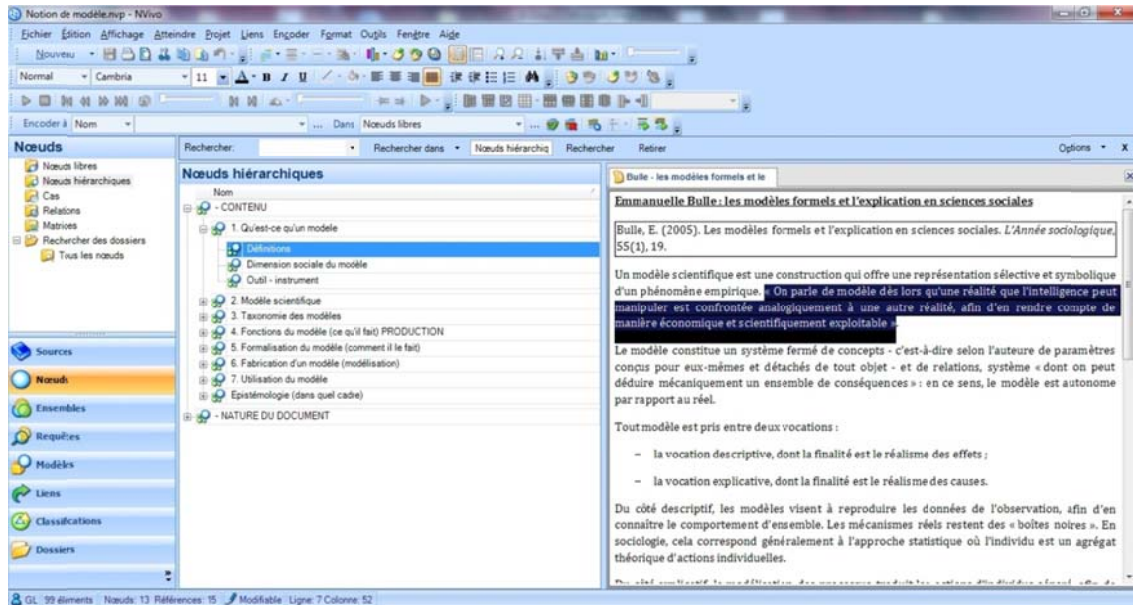 Notion de modèle.nvp - NVivo
Fichier Édition Affichage Atteindre Projet Liens Encoder Format Outils Fenêtre Aide
Nouveau
Normal Cambria 11 A B I U
Encoder à Nom ... Dans Nœuds libres ...
Nœuds
Nœuds libres
Nœuds hiérarchiques
Cas
Relations
Matrices
Rechercher des dossiers
Tous les nœuds
Sources
Nœuds
Ensembles
Requêtes
Modèles
Liens
Classifications
Dossiers
Rechercher: Rechercher dans Nœuds hiérarchiq Rechercher Retirer Options X
Nœuds hiérarchiques
Nom
- CONTENU
1. Qu'est-ce qu'un modele
Définitions
Dimension sociale du modèle
Outil - instrument
2. Modèle scientifique
3. Taxonomie des modèles
4. Fonctions du modèle (ce qu'il fait) PRODUCTION
5. Formalisation du modèle (comment il le fait)
6. Fabrication d'un modèle (modélisation)
7. Utilisation du modèle
Epistémologie (dans quel cadre)
- NATURE DU DOCUMENT
Bulle - les modèles formels et le
Emmanuelle Bulle : les modèles formels et l'explication en sciences sociales
Bulle, E. (2005). Les modèles formels et l'explication en sciences sociales. L'Année sociologique,
55(1), 19.
Un modèle scientifique est une construction qui offre une représentation sélective et symbolique
d'un phénomène empirique. « On parle de modèle dès lors qu'une réalité que l'intelligence peut
manipuler est confrontée analogiquement à une autre réalité, afin d'en rendre compte de
manière économique et scientifiquement exploitable »
Le modèle constitue un système fermé de concepts - c'est-à-dire selon l'auteure de paramètres
conçus pour eux-mêmes et détachés de tout objet - et de relations, système « dont on peut
déduire mécaniquement un ensemble de conséquences » : en ce sens, le modèle est autonome
par rapport au réel.
Tout modèle est pris entre deux vocations :
– la vocation descriptive, dont la finalité est le réalisme des effets ;
– la vocation explicative, dont la finalité est le réalisme des causes.
Du côté descriptif, les modèles visent à reproduire les données de l'observation, afin d'en
connaître le comportement d'ensemble. Les mécanismes réels restent des « boîtes noires ». En
sociologie, cela correspond généralement à l'approche statistique où l'individu est un agrégat
théorique d'actions individuelles.
GL 99 éléments Nœuds: 13 Références: 15 Modifiable Ligne: 7 Colonne: 52